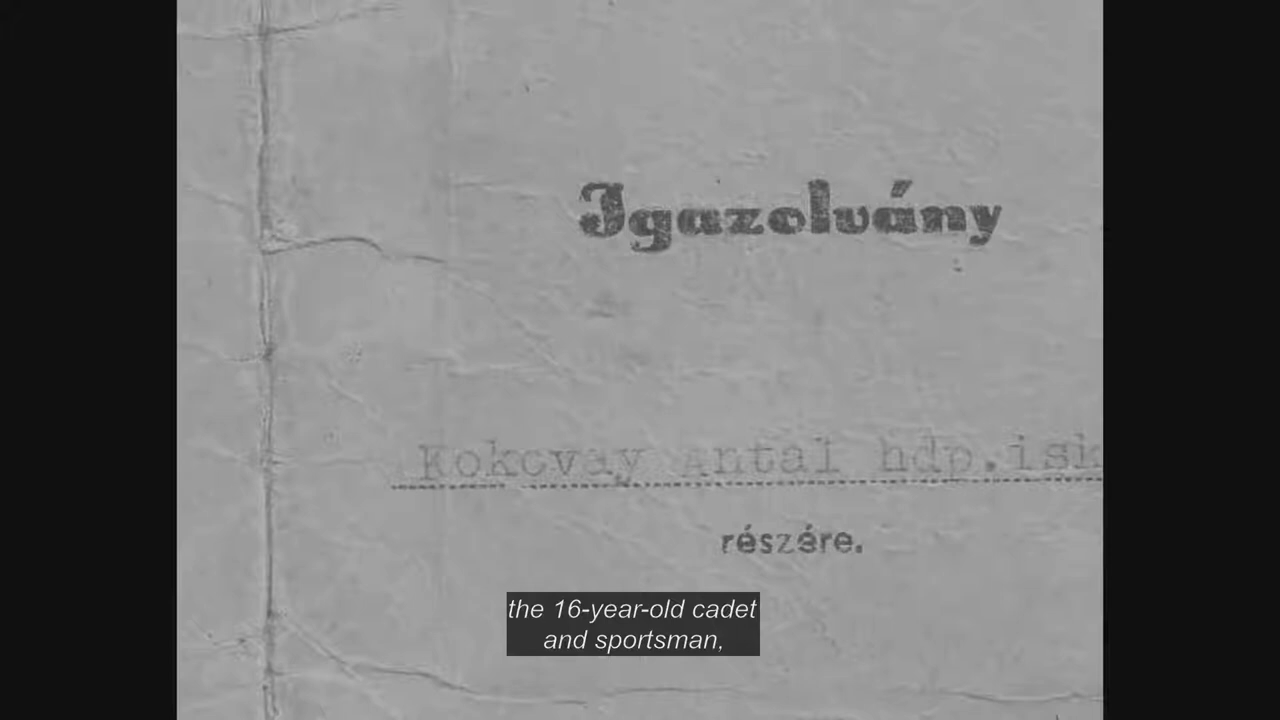 Igazolvány
Kokovay Antal hdp.isk
részére.
the 16-year-old cadet
and sportsman,